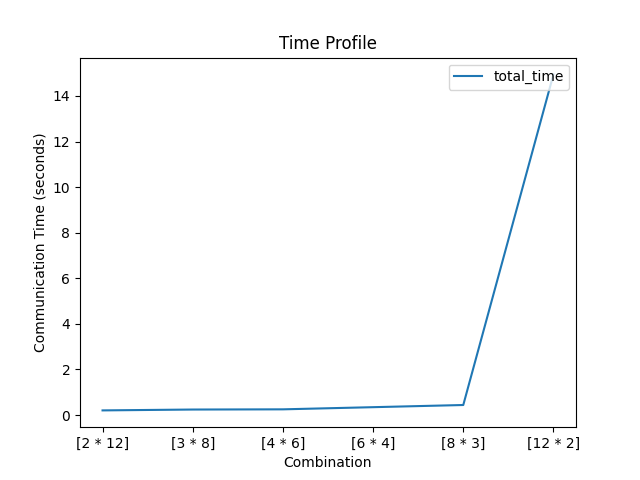 Time Profile
total_time
Communication Time (seconds)
14
12
10
8
6
4
2
0
[2 * 12] [3 * 8] [4 * 6] [6 * 4] [8 * 3] [12 * 2]
Combination